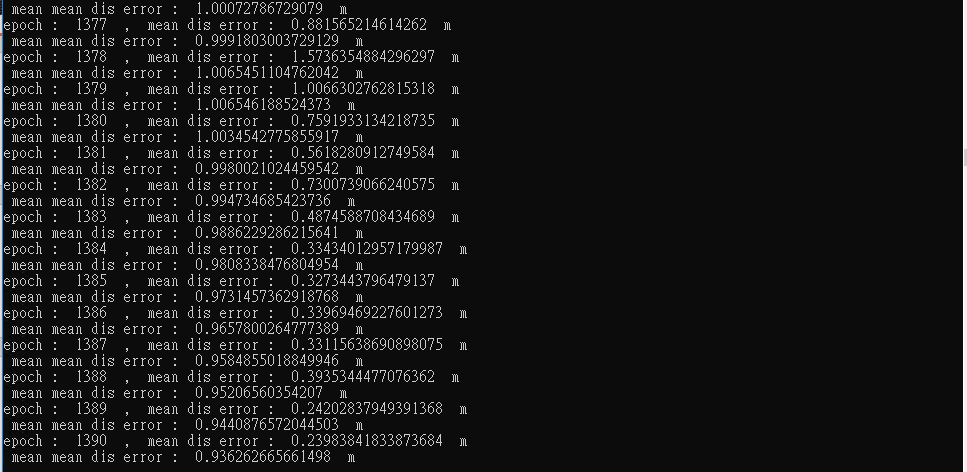 mean mean dis error :  1.00072786729079  m
epoch :  1377  ,  mean dis error :  0.881565214614262  m
mean mean dis error :  0.9991803003729129  m
epoch :  1378  ,  mean dis error :  1.5736354884296297  m
mean mean dis error :  1.0065451104762042  m
epoch :  1379  ,  mean dis error :  1.0066302762815318  m
mean mean dis error :  1.006546188524373  m
epoch :  1380  ,  mean dis error :  0.7591933134218735  m
mean mean dis error :  1.0034542775855917  m
epoch :  1381  ,  mean dis error :  0.5618280912749584  m
mean mean dis error :  0.9980021024459542  m
epoch :  1382  ,  mean dis error :  0.7300739066240575  m
mean mean dis error :  0.994734685423736  m
epoch :  1383  ,  mean dis error :  0.4874588708434689  m
mean mean dis error :  0.9886229286215641  m
epoch :  1384  ,  mean dis error :  0.33434012957179987  m
mean mean dis error :  0.9808338476804954  m
epoch :  1385  ,  mean dis error :  0.3273443796479137  m
mean mean dis error :  0.9731457362918768  m
epoch :  1386  ,  mean dis error :  0.33969469227601273  m
mean mean dis error :  0.9657800264777389  m
epoch :  1387  ,  mean dis error :  0.33115638690898075  m
mean mean dis error :  0.9584855018849946  m
epoch :  1388  ,  mean dis error :  0.3935344477076362  m
mean mean dis error :  0.95206560354207  m
epoch :  1389  ,  mean dis error :  0.24202837949391368  m
mean mean dis error :  0.9440876572044503  m
epoch :  1390  ,  mean dis error :  0.23983841833873684  m
mean mean dis error :  0.936262665661498  m